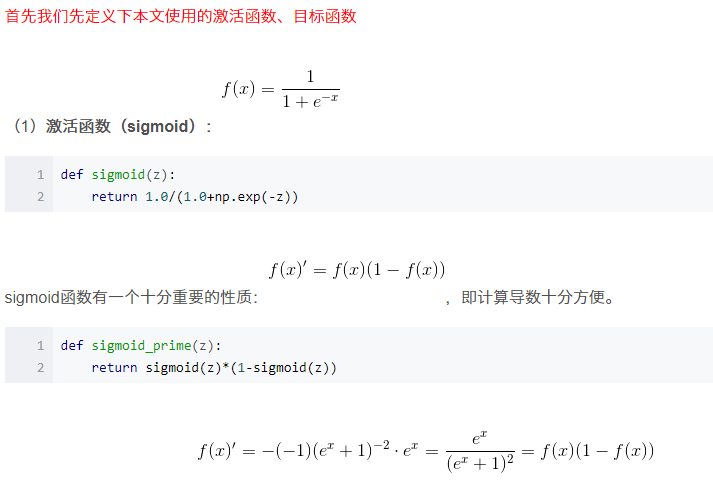 首先我们先定义下本文使用的激活函数、目标函数
f(x) = \frac{1}{1 + e^{-x}}
（1）激活函数（sigmoid）:
1 def sigmoid(z):
2     return 1.0/(1.0+np.exp(-z))
f(x)′ = f(x)(1 − f(x))
sigmoid函数有一个十分重要的性质: ，即计算导数十分方便。
1 def sigmoid_prime(z):
2     return sigmoid(z)*(1-sigmoid(z))
f(x)′ = −(−1)(e^x + 1)^{−2} · e^x = \frac{e^x}{(e^x + 1)^2} = f(x)(1 − f(x))